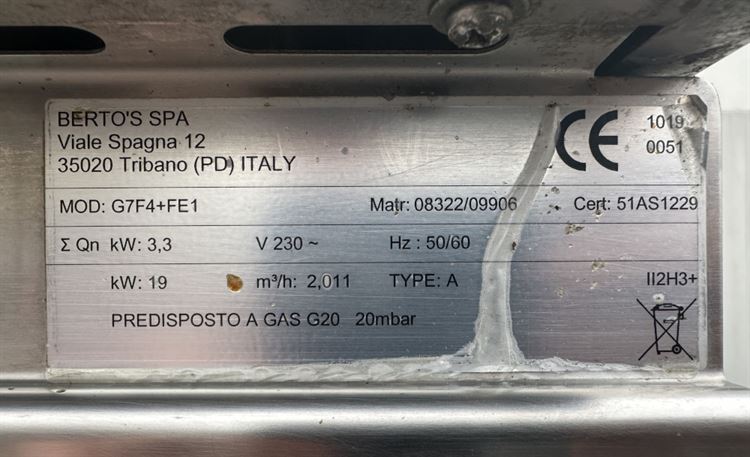 BERTO'S SPA
Viale Spagna 12
35020 Tribano (PD) ITALY
CE 1019
0051
MOD: G7F4+FE1 Matr: 08322/09906 Cert: 51AS1229
Σ Qn kW: 3,3 V 230 ~ Hz : 50/60
kW: 19 m³/h: 2,011 TYPE: A II2H3+
PREDISPOSTO A GAS G20 20mbar